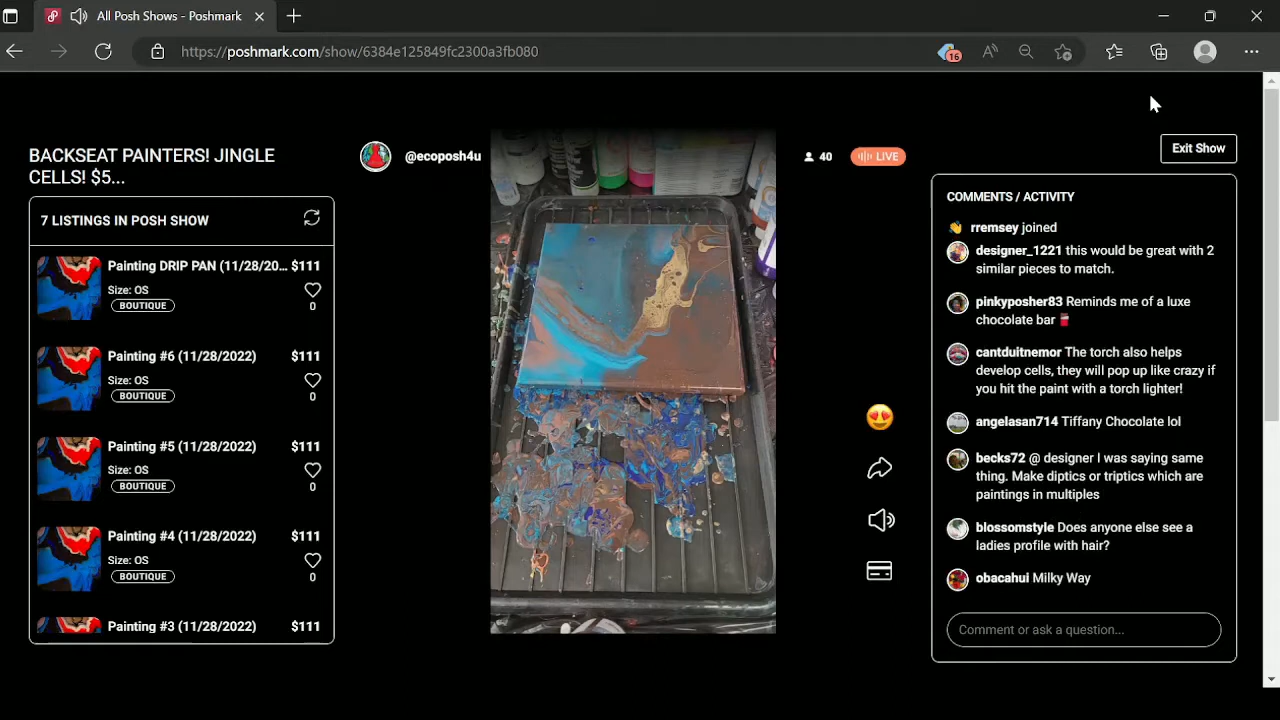 All Posh Shows - Poshmark
https://poshmark.com/show/6384e125849fc2300a3fb080
16
BACKSEAT PAINTERS! JINGLE
CELLS! $5...
@ecoposh4u
40
LIVE
Exit Show
7 LISTINGS IN POSH SHOW
Painting DRIP PAN (11/28/20... $111
Size: OS
BOUTIQUE
0
Painting #6 (11/28/2022) $111
Size: OS
BOUTIQUE
0
Painting #5 (11/28/2022) $111
Size: OS
BOUTIQUE
0
Painting #4 (11/28/2022) $111
Size: OS
BOUTIQUE
0
Painting #3 (11/28/2022) $111
COMMENTS / ACTIVITY
👋 rremsey joined
designer_1221 this would be great with 2
similar pieces to match.
pinkyposher83 Reminds me of a luxe
chocolate bar 🍫
cantduitnemor The torch also helps
develop cells, they will pop up like crazy if
you hit the paint with a torch lighter!
angelasan714 Tiffany Chocolate lol
becks72 @ designer I was saying same
thing. Make diptics or triptics which are
paintings in multiples
blossomstyle Does anyone else see a
ladies profile with hair?
obacahui Milky Way
Comment or ask a question...